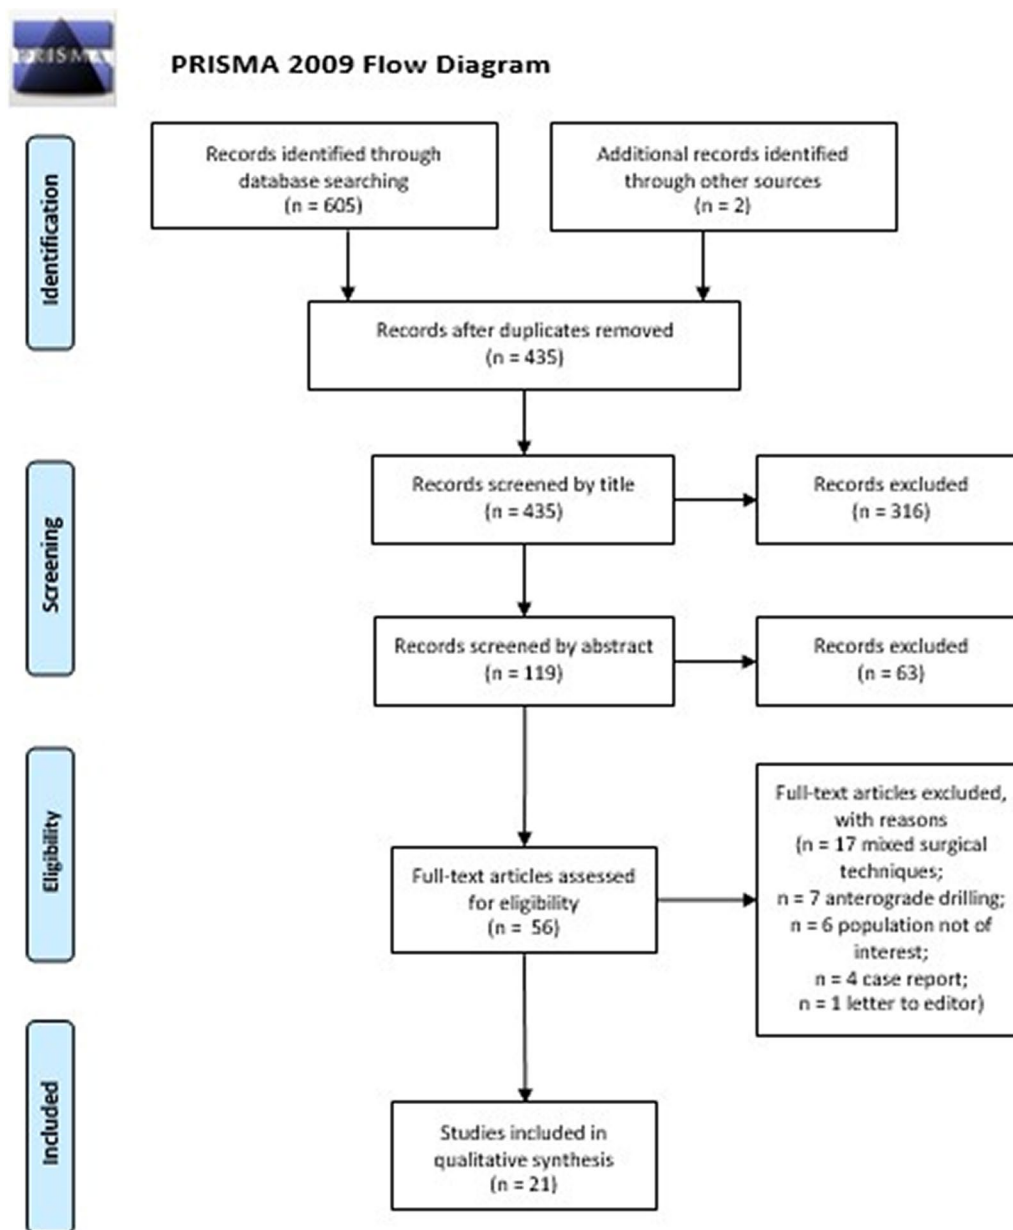 PRISMA
PRISMA 2009 Flow Diagram
Identification
Records identified through
database searching
(n = 605)
Additional records identified
through other sources
(n = 2)
Records after duplicates removed
(n = 435)
Screening
Records screened by title
(n = 435)
Records excluded
(n = 316)
Records screened by abstract
(n = 119)
Records excluded
(n = 63)
Eligibility
Full-text articles assessed
for eligibility
(n = 56)
Full-text articles excluded,
with reasons
(n = 17 mixed surgical
techniques;
n = 7 anterograde drilling;
n = 6 population not of
interest;
n = 4 case report;
n = 1 letter to editor)
Included
Studies included in
qualitative synthesis
(n = 21)